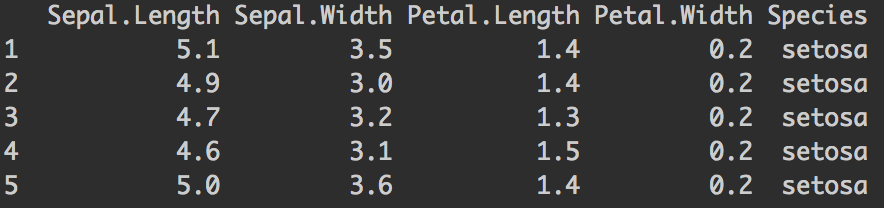 Sepal.Length Sepal.Width Petal.Length Petal.Width Species
1 5.1 3.5 1.4 0.2 setosa
2 4.9 3.0 1.4 0.2 setosa
3 4.7 3.2 1.3 0.2 setosa
4 4.6 3.1 1.5 0.2 setosa
5 5.0 3.6 1.4 0.2 setosa